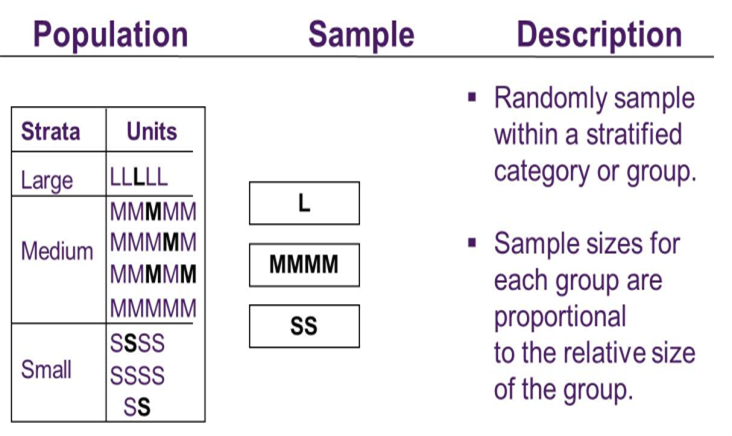 Population Sample Description
Strata Units
Large LLLLL
Medium MMMMM
MMMMM
MMMMM
MMMMM
Small SSSS
SSSS
SS
L
MMMM
SS
▪ Randomly sample
within a stratified
category or group.
▪ Sample sizes for
each group are
proportional
to the relative size
of the group.